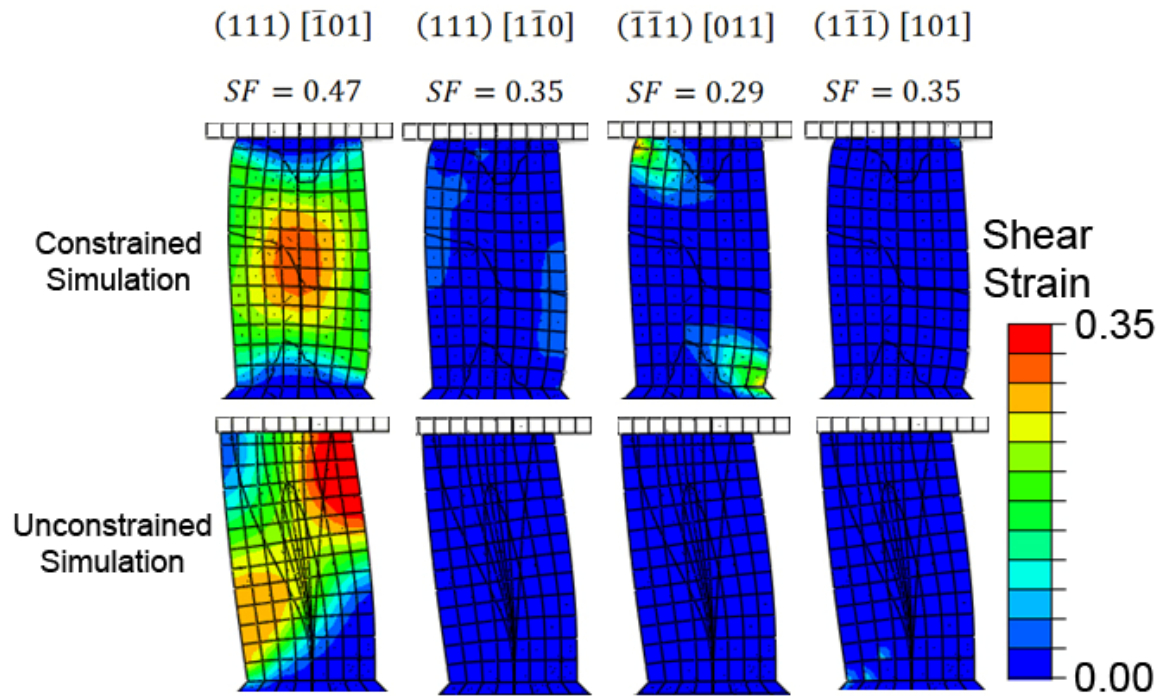 (111) [1̅01] (111) [11̅0] (1̅1̅1) [011] (11̅1̅) [101]
SF = 0.47 SF = 0.35 SF = 0.29 SF = 0.35
Constrained
Simulation
Shear
Strain
0.35
Unconstrained
Simulation
0.00